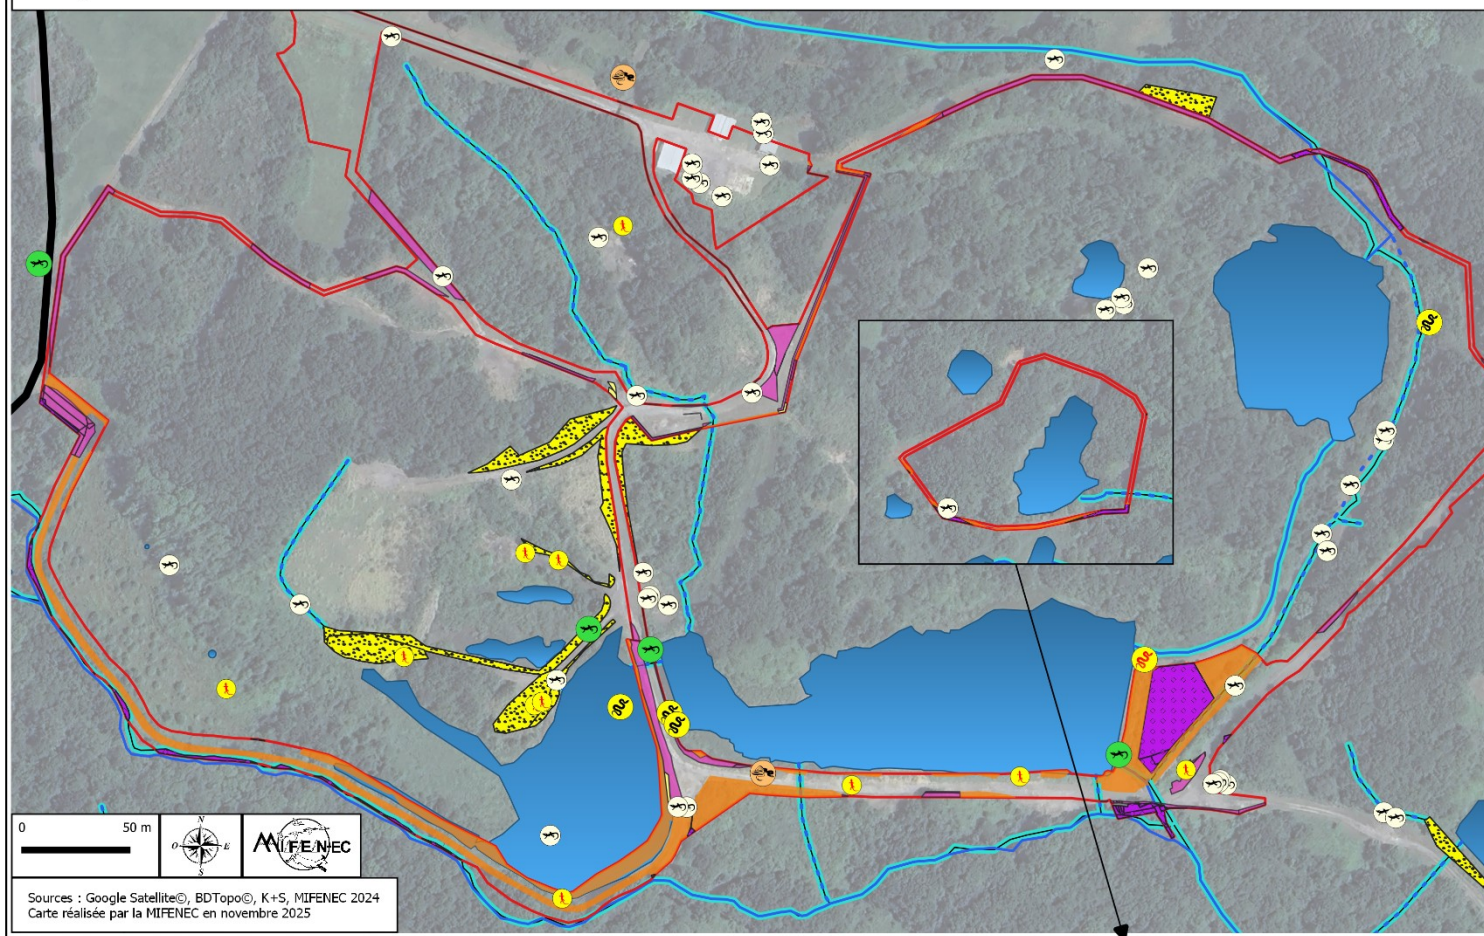 0 50 m
N
O E
S
MIFENEC
Sources : Google Satellite©, BDTopo©, K+S, MIFENEC 2024
Carte réalisée par la MIFENEC en novembre 2025